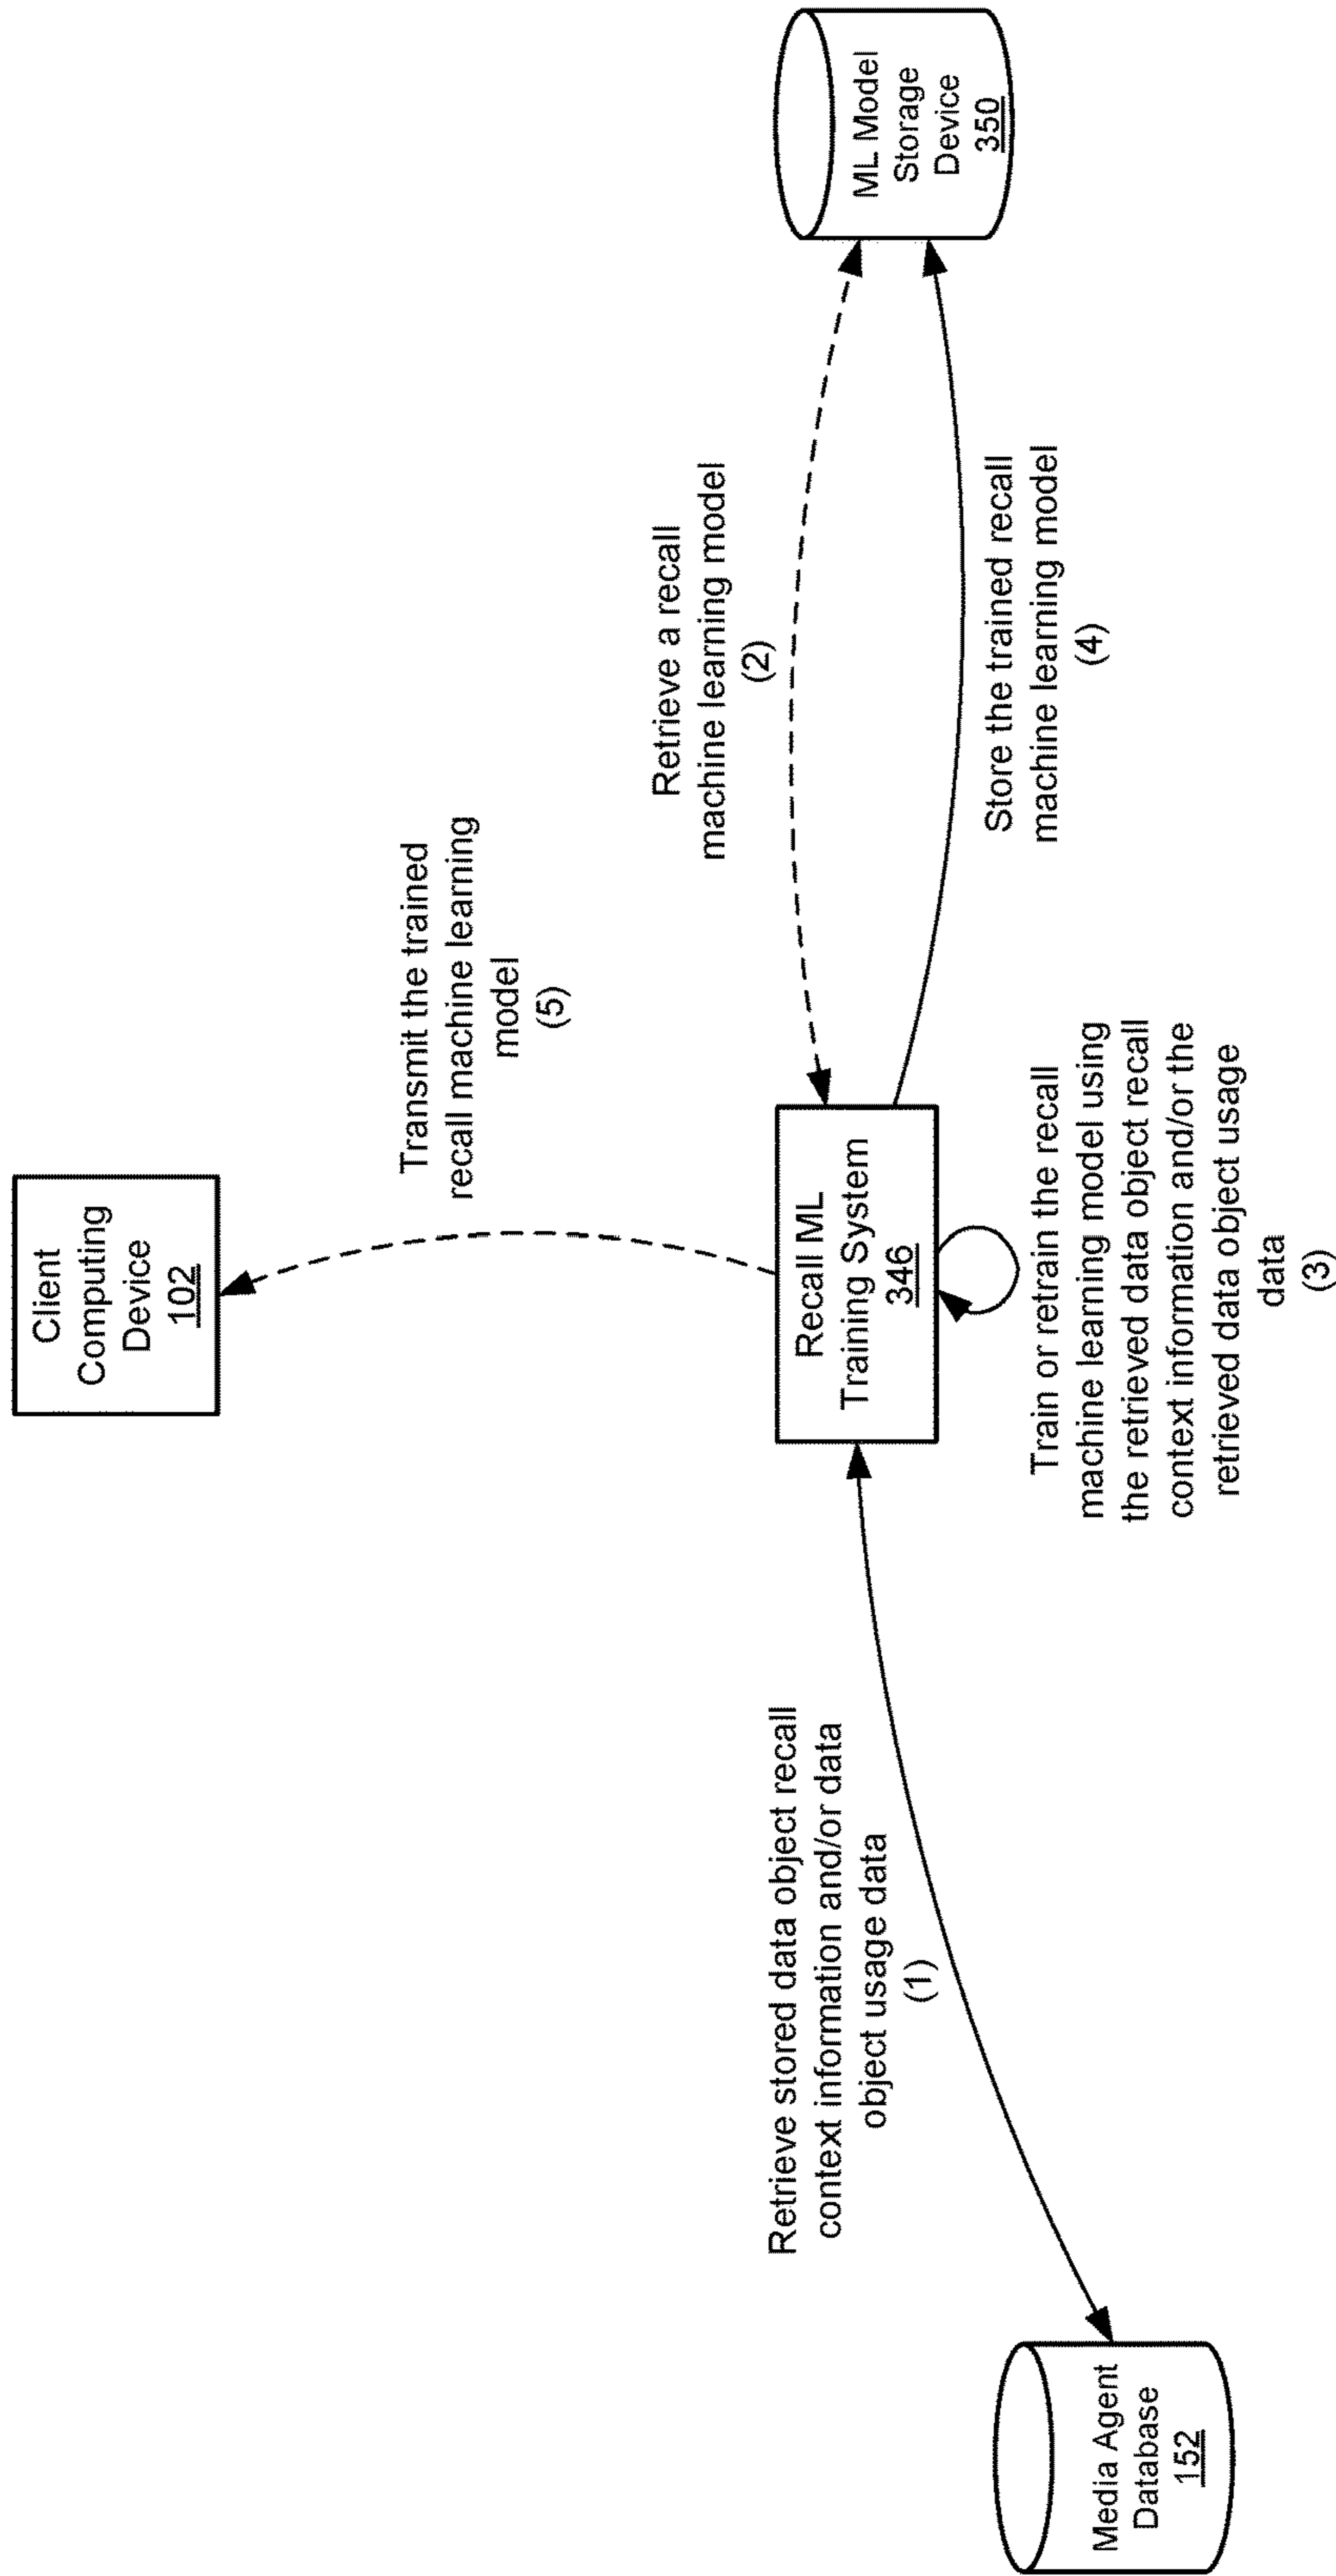 Client
Computing
Device
102
Transmit the trained
recall machine learning
model
(5)
Retrieve stored data object recall
context information and/or data
object usage data
(1)
Retrieve a recall
machine learning model
(2)
Recall ML
Training System
346
ML Model
Storage
Device
350
Store the trained recall
machine learning model
(4)
Media Agent
Database
152
Train or retrain the recall
machine learning model using
the retrieved data object recall
context information and/or the
retrieved data object usage
data
(3)